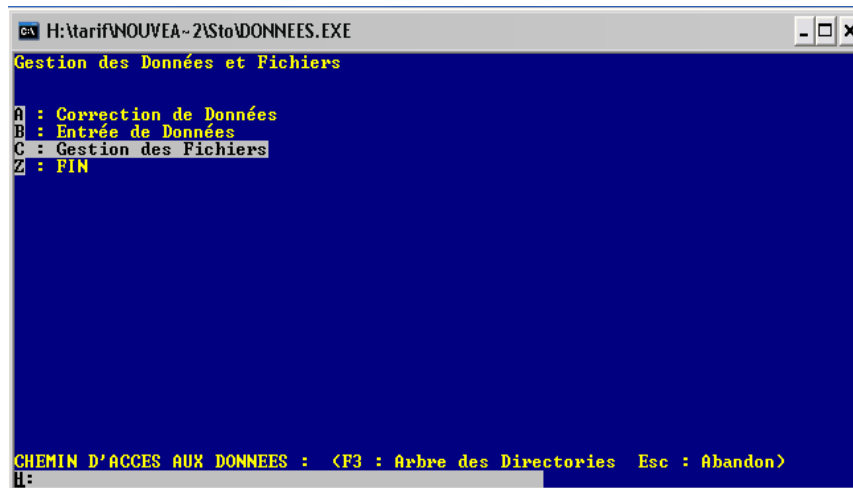 H:\tarif\NOUVEA~2\Sto\DONNEES.EXE
Gestion des Données et Fichiers
A : Correction de Données
B : Entrée de Données
C : Gestion des Fichiers
Z : FIN
CHEMIN D'ACCES AUX DONNEES : (F3 : Arbre des Directories Esc : Abandon)
H: